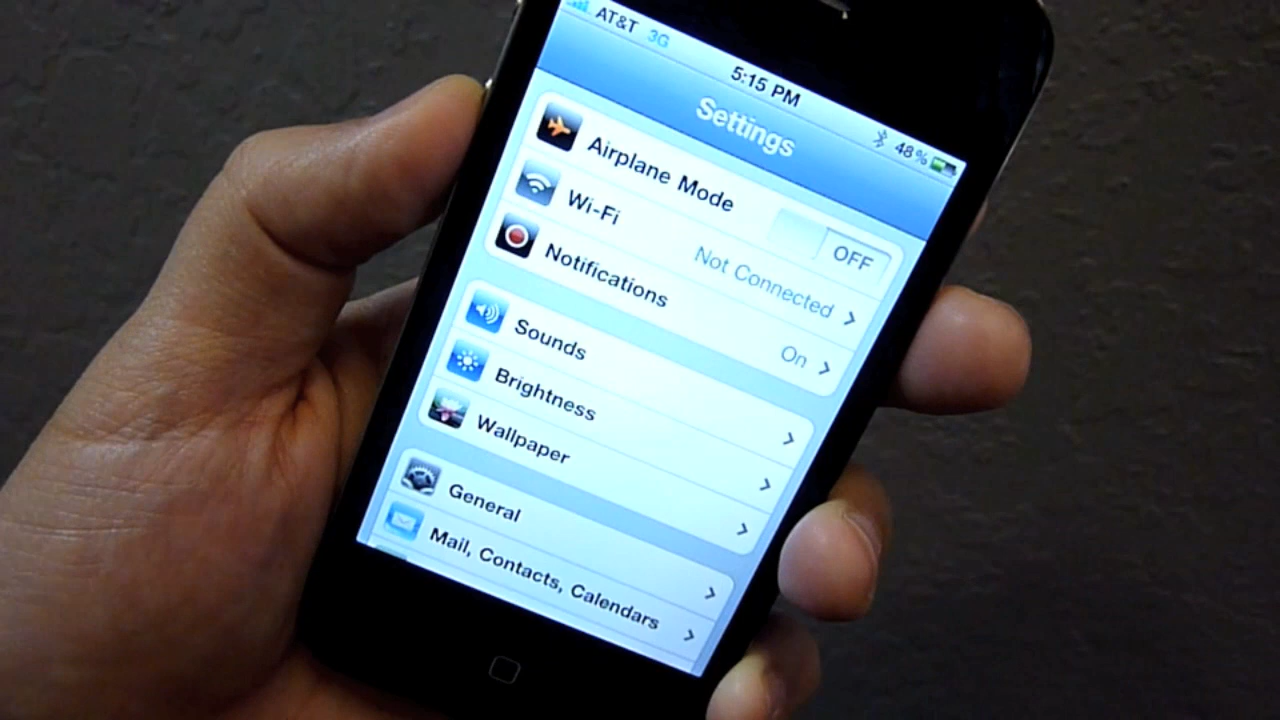 AT&T 3G 5:15 PM 48%
Settings
Airplane Mode OFF
Wi-Fi Not Connected
Notifications On
Sounds
Brightness
Wallpaper
General
Mail, Contacts, Calendars